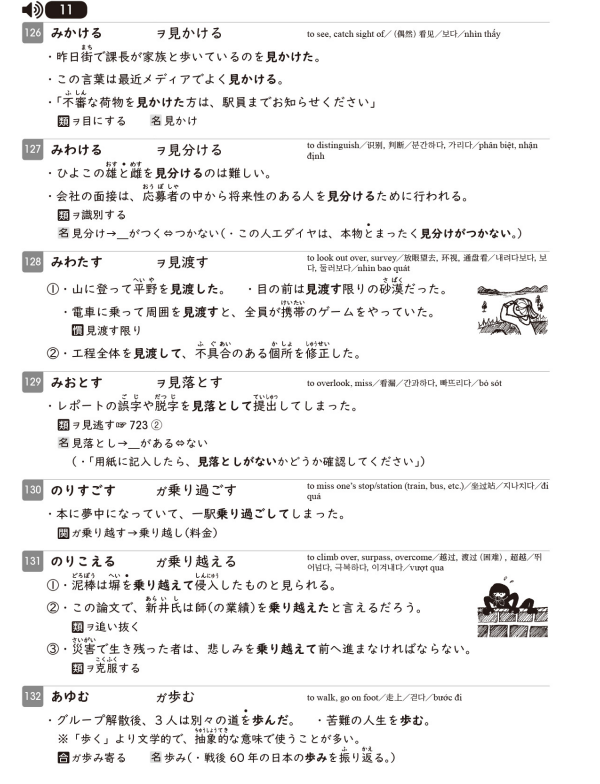 11
126 みかける ヲ見かける to see, catch sight of／(偶然) 看见／보다／nhìn thấy
・昨日街で課長が家族と歩いているのを見かけた。
・この言葉は最近メディアでよく見かける。
・「不審な荷物を見かけた方は、駅員までお知らせください」
類 ヲ目にする 名 見かけ
127 みわける ヲ見分ける to distinguish／识别, 判断／분간하다, 가리다／phân biệt, nhận định
・ひよこの雄と雌を見分けるのは難しい。
・会社の面接は、応募者の中から将来性のある人を見分けるために行われる。
類 ヲ識別する
名 見分け→__がつく⇔つかない(・この人工ダイヤは、本物とまったく見分けがつかない。)
128 みわたす ヲ見渡す to look out over, survey／放眼望去, 环视, 通盘看／내려다보다, 보다, 둘러보다／nhìn bao quát
①・山に登って平野を見渡した。 ・目の前は見渡す限りの砂漠だった。
・電車に乗って周囲を見渡すと、全員が携帯のゲームをやっていた。
慣 見渡す限り
②・工程全体を見渡して、不具合のある個所を修正した。
129 みおとす ヲ見落とす to overlook, miss／看漏／간과하다, 빠뜨리다／bỏ sót
・レポートの誤字や脱字を見落として提出してしまった。
類 ヲ見逃す☞ 723 ②
名 見落とし→__がある⇔ない
(・「用紙に記入したら、見落としがないかどうか確認してください」)
130 のりすごす ガ乗り過ごす to miss one's stop/station (train, bus, etc.)／坐过站／지나치다／đi quá
・本に夢中になっていて、一駅乗り過ごしてしまった。
関 ガ乗り越す→乗り越し(料金)
131 のりこえる ガ乗り越える to climb over, surpass, overcome／越过, 渡过 (困难) , 超越／뛰어넘다, 극복하다, 이겨내다／vượt qua
①・泥棒は塀を乗り越えて侵入したものと見られる。
②・この論文で、新井氏は師(の業績)を乗り越えたと言えるだろう。
類 ヲ追い抜く
③・災害で生き残った者は、悲しみを乗り越えて前へ進まなければならない。
類 ヲ克服する
132 あゆむ ガ歩む to walk, go on foot／走上／걷다／bước đi
・グループ解散後、3人は別々の道を歩んだ。 ・苦難の人生を歩む。
※「歩く」より文学的で、抽象的な意味で使うことが多い。
合 ガ歩み寄る 名 歩み(・戦後60年の日本の歩みを振り返る。)